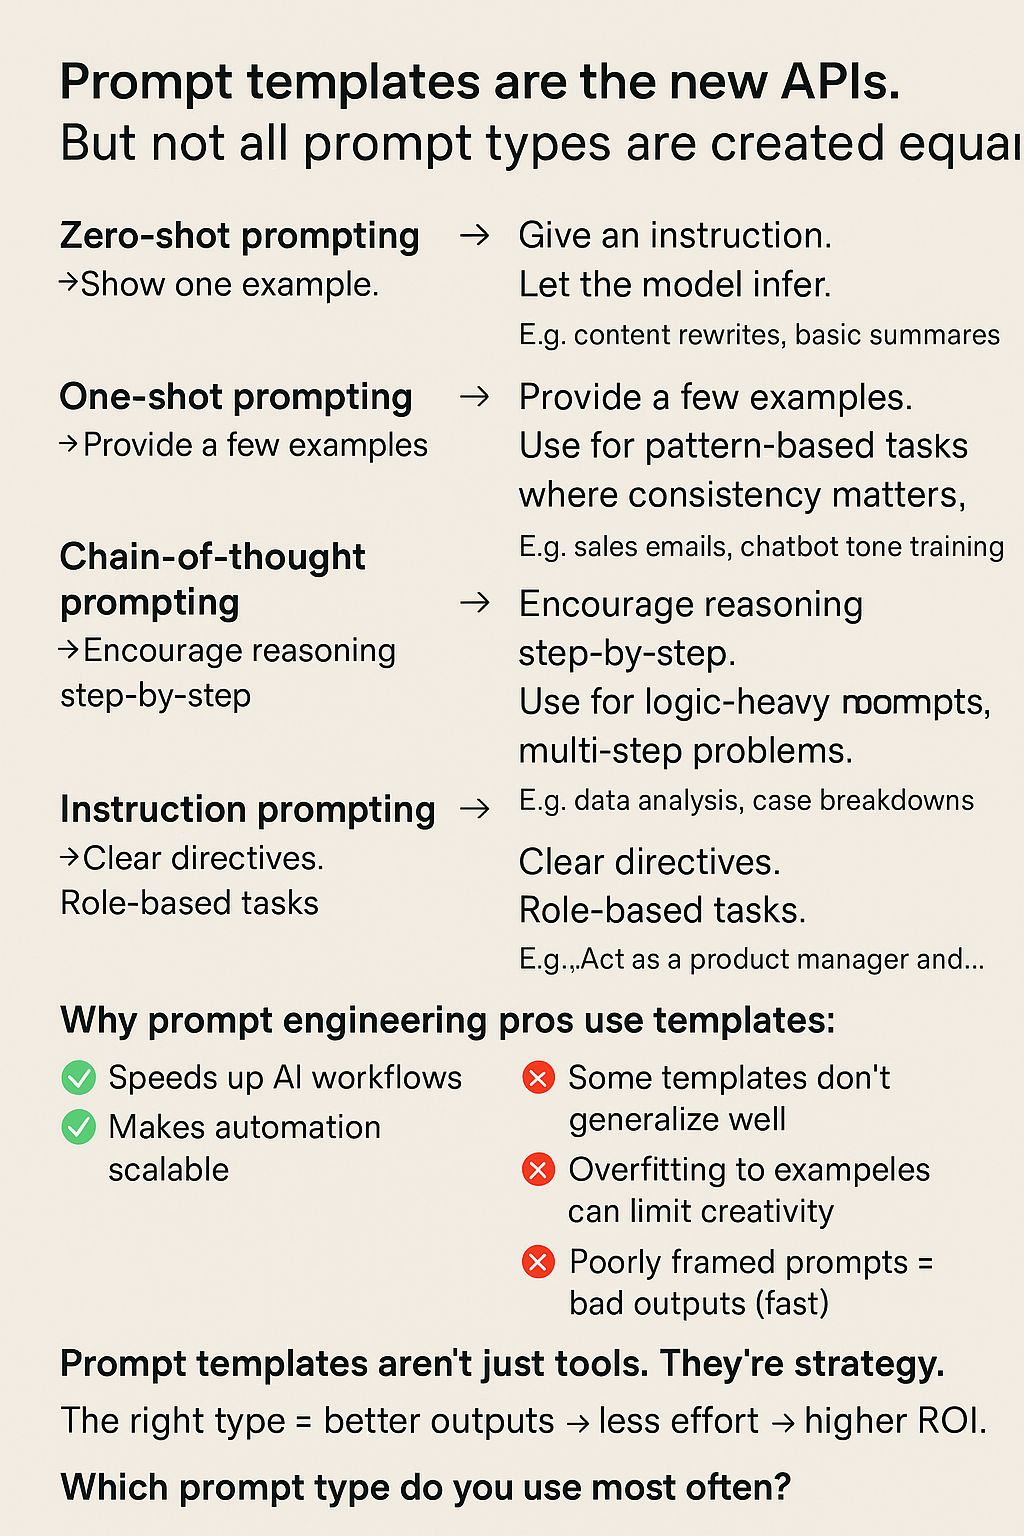 Prompt templates are the new APIs.
But not all prompt types are created
Zero-shot prompting → Give an instruction.
→Show one example. Let the model infer.
E.g. content rewrites, basic summares
One-shot prompting → Provide a few examples.
→Provide a few examples Use for pattern-based tasks
where consistency matters,
E.g. sales emails, chatbot tone training
Chain-of-thought
prompting → Encourage reasoning
→Encourage reasoning step-by-step.
step-by-step Use for logic-heavy
multi-step problems.
E.g. data analysis, case breakdowns
Instruction prompting →
→Clear directives. Clear directives.
Role-based tasks Role-based tasks.
E.g.,.Act as a product manager and...
Why prompt engineering pros use templates:
Speeds up AI workflows
Makes automation
scalable
Some templates don't
generalize well
Overfitting to exampeles
can limit creativity
Poorly framed prompts =
bad outputs (fast)
Prompt templates aren't just tools. They're strategy.
The right type = better outputs → less effort → higher ROI.
Which prompt type do you use most often?